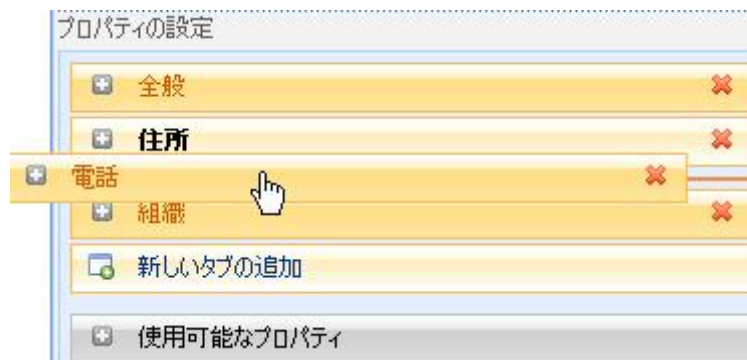 プロパティの設定
全般
住所
電話
組織
新しいタブの追加
使用可能なプロパティ